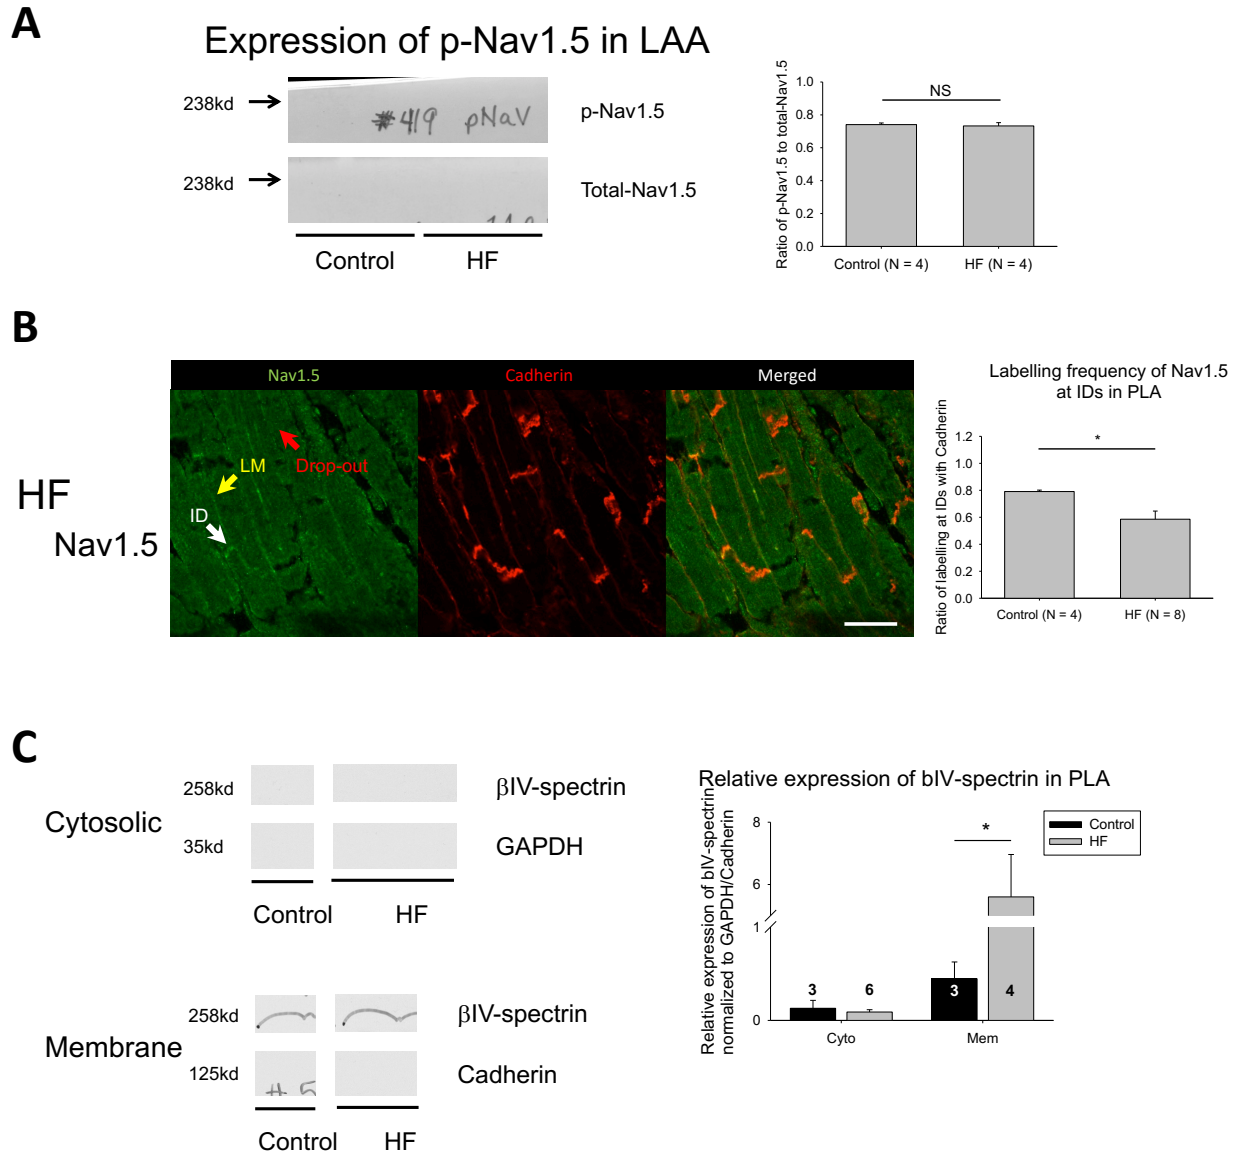 A
Expression of p-Nav1.5 in LAA
238kd
#419 pNaV
p-Nav1.5
238kd
Total-Nav1.5
Control
HF
Ratio of p-Nav1.5 to total-Nav1.5
1.0
0.8
0.6
0.4
0.2
0.0
NS
Control (N = 4)
HF (N = 4)
B
HF
Nav1.5
Nav1.5
Cadherin
Merged
LM
Drop-out
ID
Labelling frequency of Nav1.5
at IDs in PLA
Ratio of labelling at IDs with Cadherin
1.2
1.0
0.8
0.6
0.4
0.2
0.0
*
Control (N = 4)
HF (N = 8)
C
Cytosolic
258kd
βIV-spectrin
35kd
GAPDH
Control
HF
Membrane
258kd
βIV-spectrin
125kd
# 5
Cadherin
Control
HF
Relative expression of bIV-spectrin in PLA
Relative expression of bIV-spectrin
normalized to GAPDH/Cadherin
8
6
1
0
*
Control
HF
3
6
3
4
Cyto
Mem